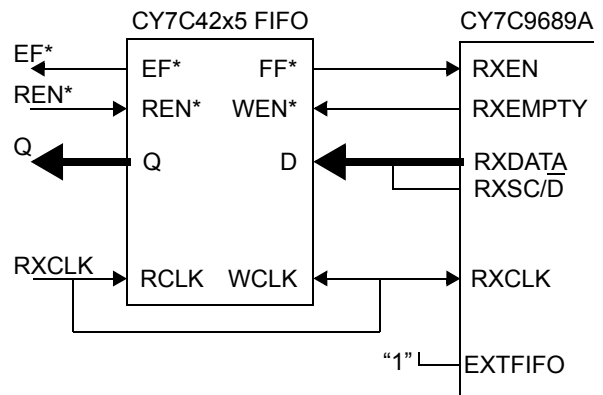 CY7C42x5 FIFO
CY7C9689A
EF*
EF*
FF*
RXEN
REN*
REN*
WEN*
RXEMPTY
Q
Q
D
RXDATA
RXSC/D̅
RXCLK
RCLK
WCLK
RXCLK
“1”
EXTFIFO